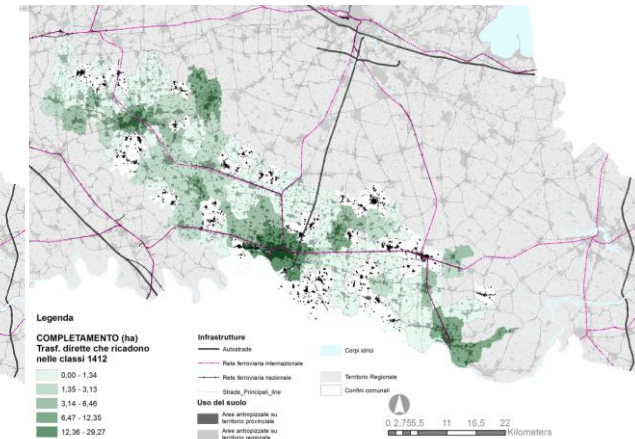 Legenda
COMPLETAMENTO (ha)
Trasf. dirette che ricadono
nelle classi 1412
0,00 - 1,34
1,35 - 3,13
3,14 - 6,46
6,47 - 12,35
12,36 - 29,27
Infrastrutture
Autostrade
Rete ferroviaria internazionale
Rete ferroviaria nazionale
Strade_Principali_line
Uso del suolo
Aree antropizzate su
territorio provinciale
Aree antropizzate su
territorio regionale
Corpi idrici
Territorio Regionale
Confini comunali
0 2,755,5 11 16,5 22
Kilometers